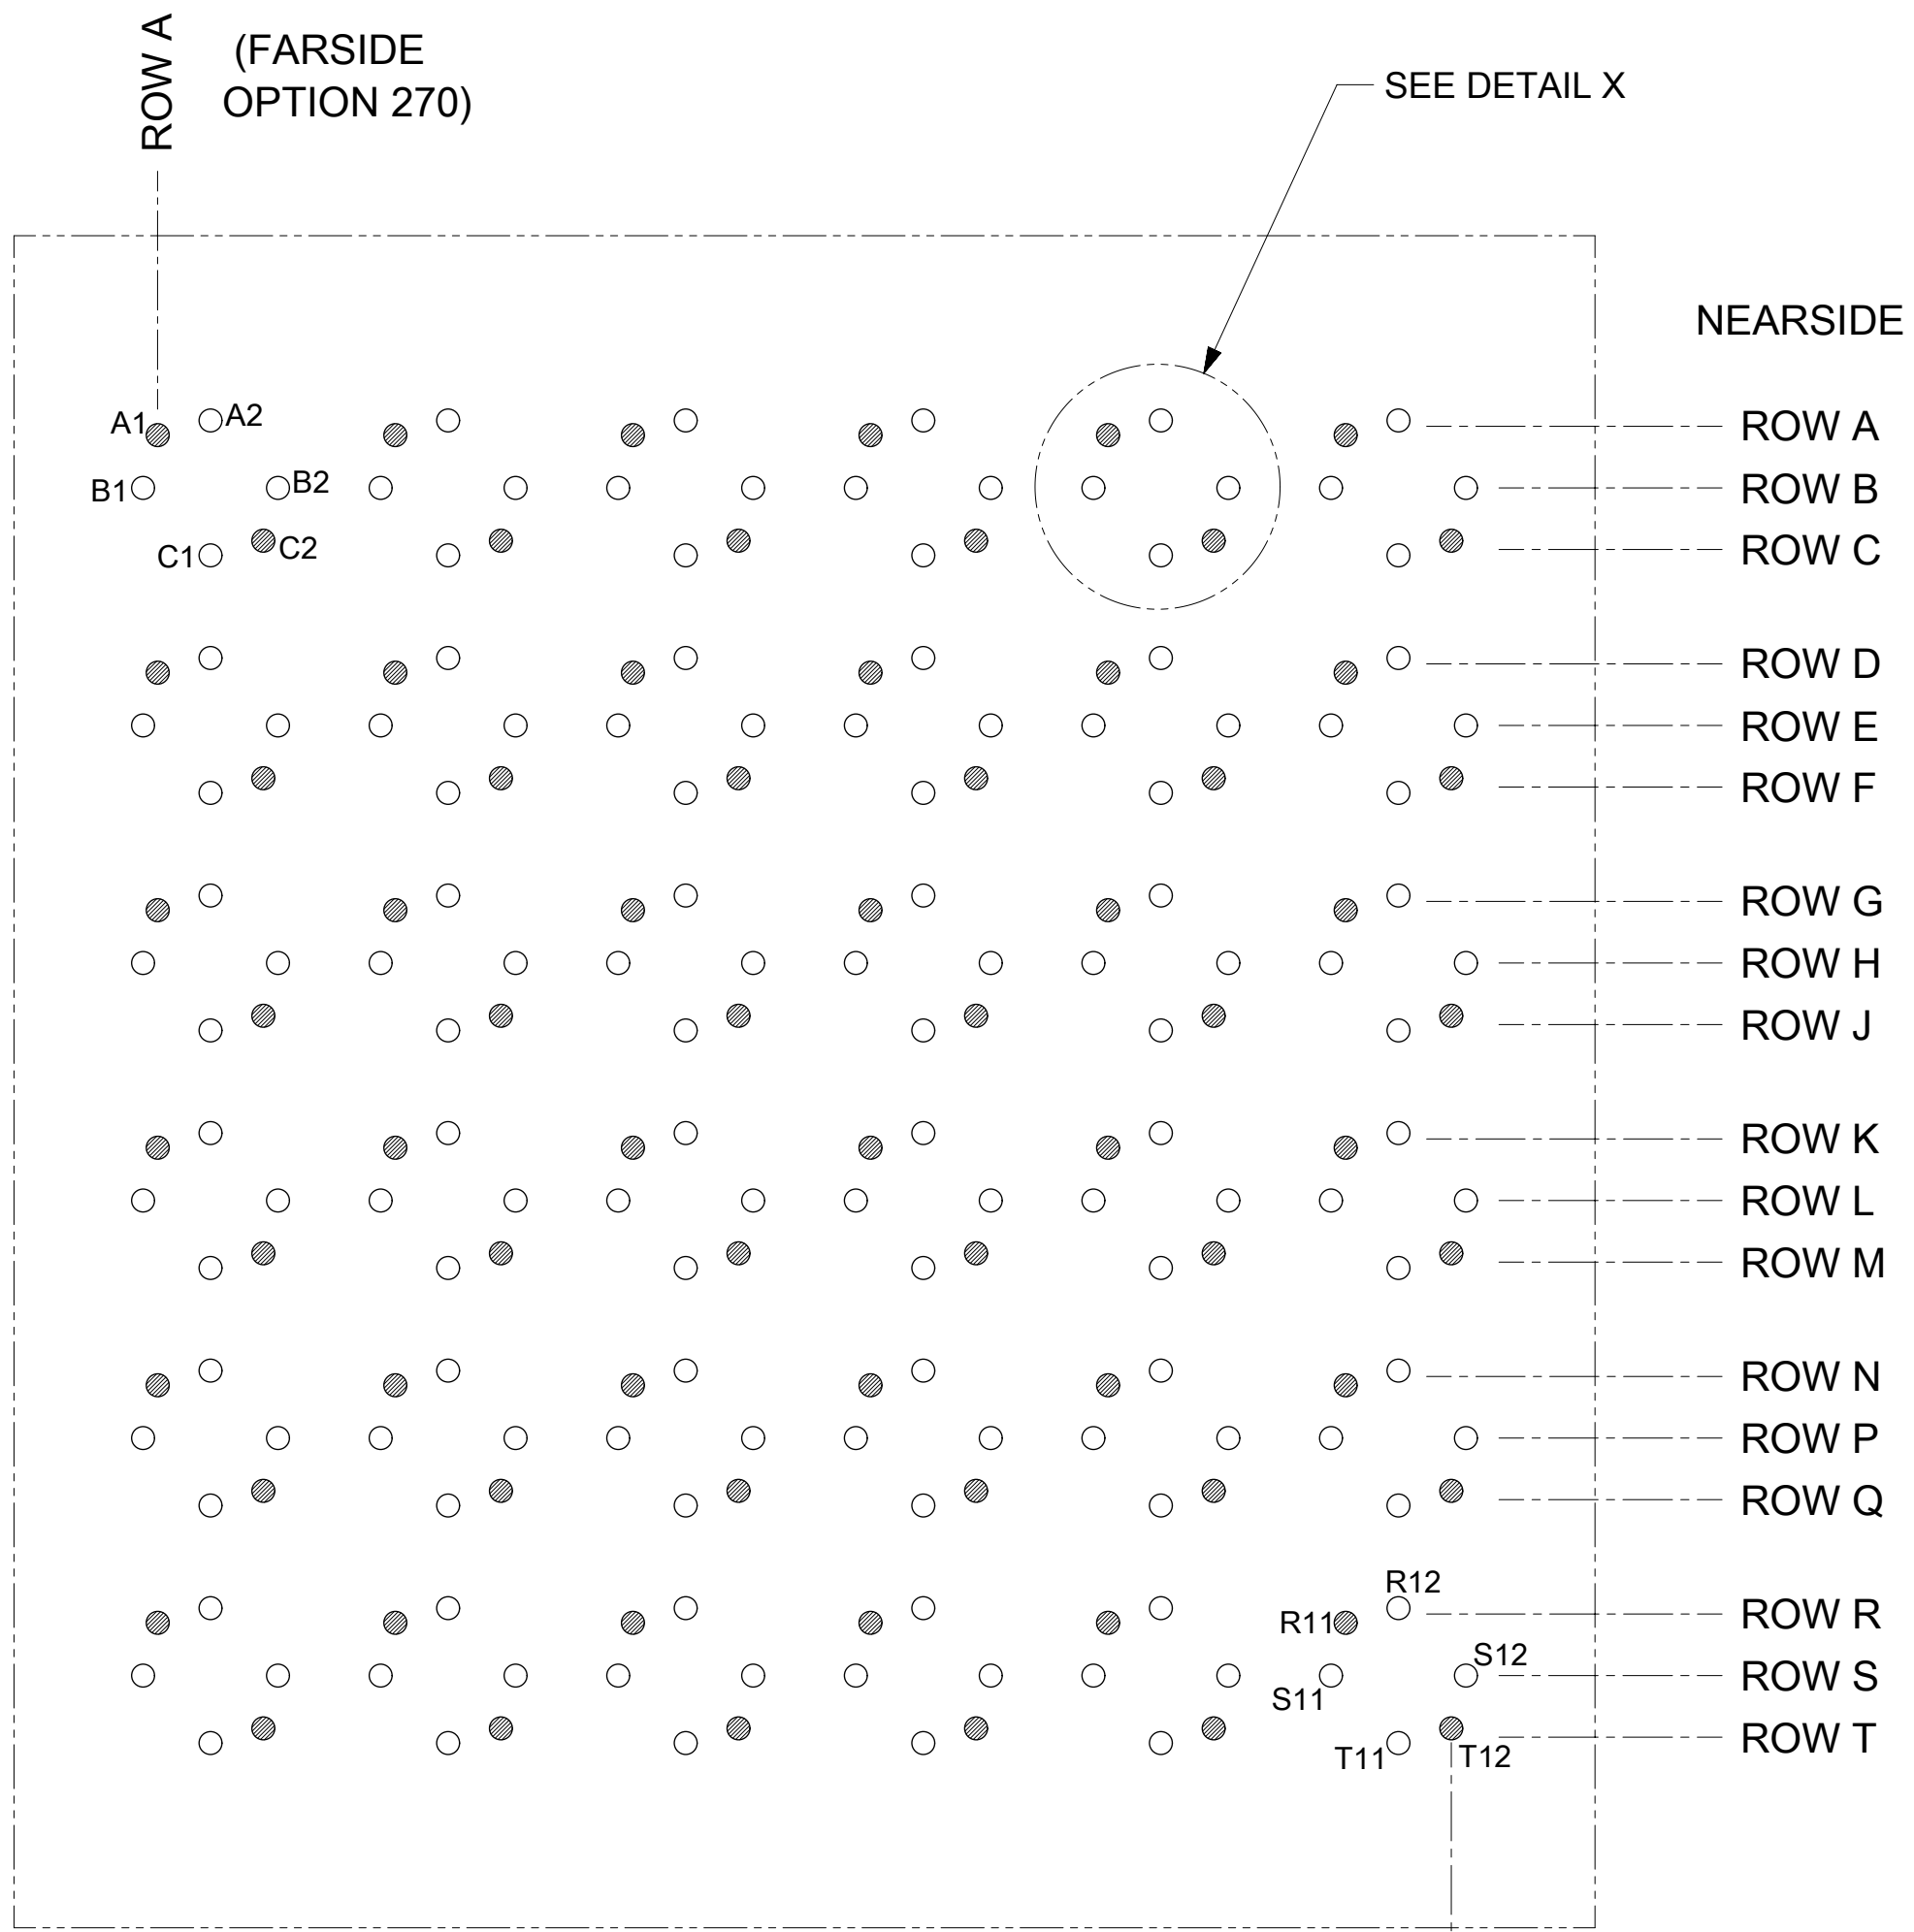 ROW A
(FARSIDE
OPTION 270)
SEE DETAIL X
NEARSIDE
A1
A2
ROW A
B1
B2
ROW B
C1
C2
ROW C
ROW D
ROW E
ROW F
ROW G
ROW H
ROW J
ROW K
ROW L
ROW M
ROW N
ROW P
ROW Q
R12
R11
ROW R
S12
S11
ROW S
T11
T12
ROW T